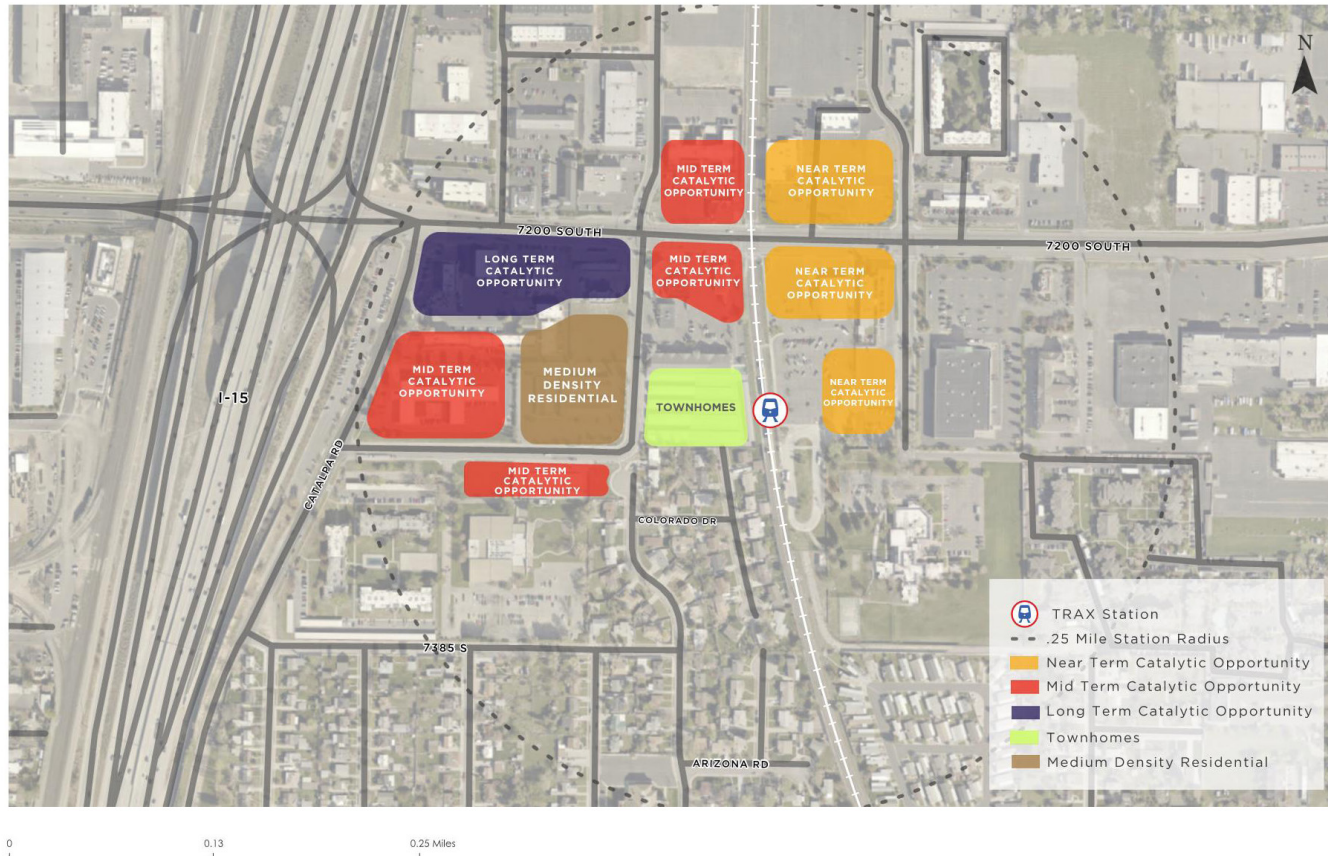 N
MID TERM
CATALYTIC
OPPORTUNITY
NEAR TERM
CATALYTIC
OPPORTUNITY
7200 SOUTH
7200 SOUTH
LONG TERM
CATALYTIC
OPPORTUNITY
MID TERM
CATALYTIC
OPPORTUNITY
NEAR TERM
CATALYTIC
OPPORTUNITY
MID TERM
CATALYTIC
OPPORTUNITY
MEDIUM
DENSITY
RESIDENTIAL
TOWNHOMES
NEAR TERM
CATALYTIC
OPPORTUNITY
I-15
CATALPA RD
MID TERM
CATALYTIC
OPPORTUNITY
COLORADO DR
7385 S
ARIZONA RD
TRAX Station
.25 Mile Station Radius
Near Term Catalytic Opportunity
Mid Term Catalytic Opportunity
Long Term Catalytic Opportunity
Townhomes
Medium Density Residential
0 0.13 0.25 Miles